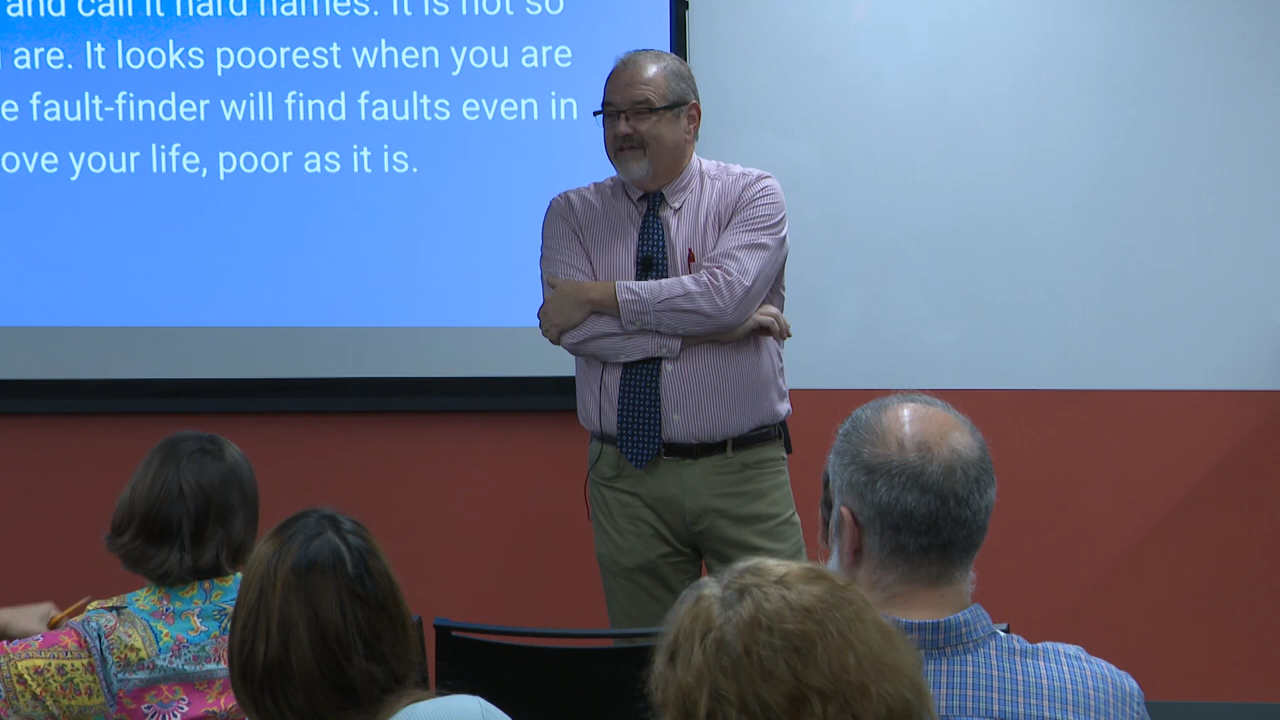 and call it hard names. It is not so
are. It looks poorest when you are
fault-finder will find faults even in
your life, poor as it is.